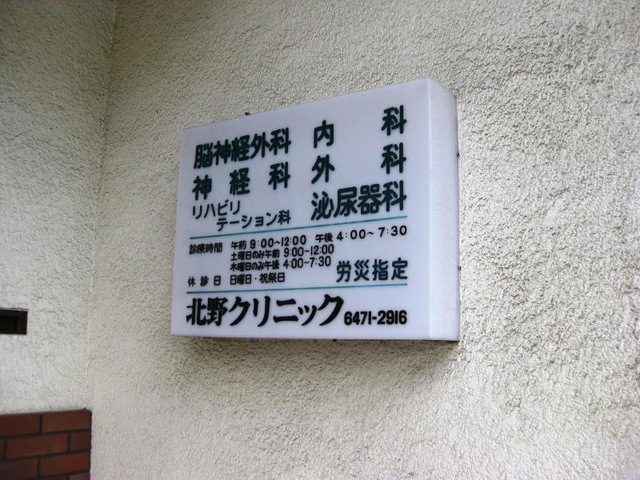 脳神経外科 内科
神経科 外科
リハビリテーション科 泌尿器科
診療時間 午前 9:00~12:00 午後 4:00~7:30
土曜日のみ午前 9:00~12:00
木曜日のみ午後 4:00~7:30
休診日 日曜日・祝祭日
労災指定
北野クリニック 6471-2916